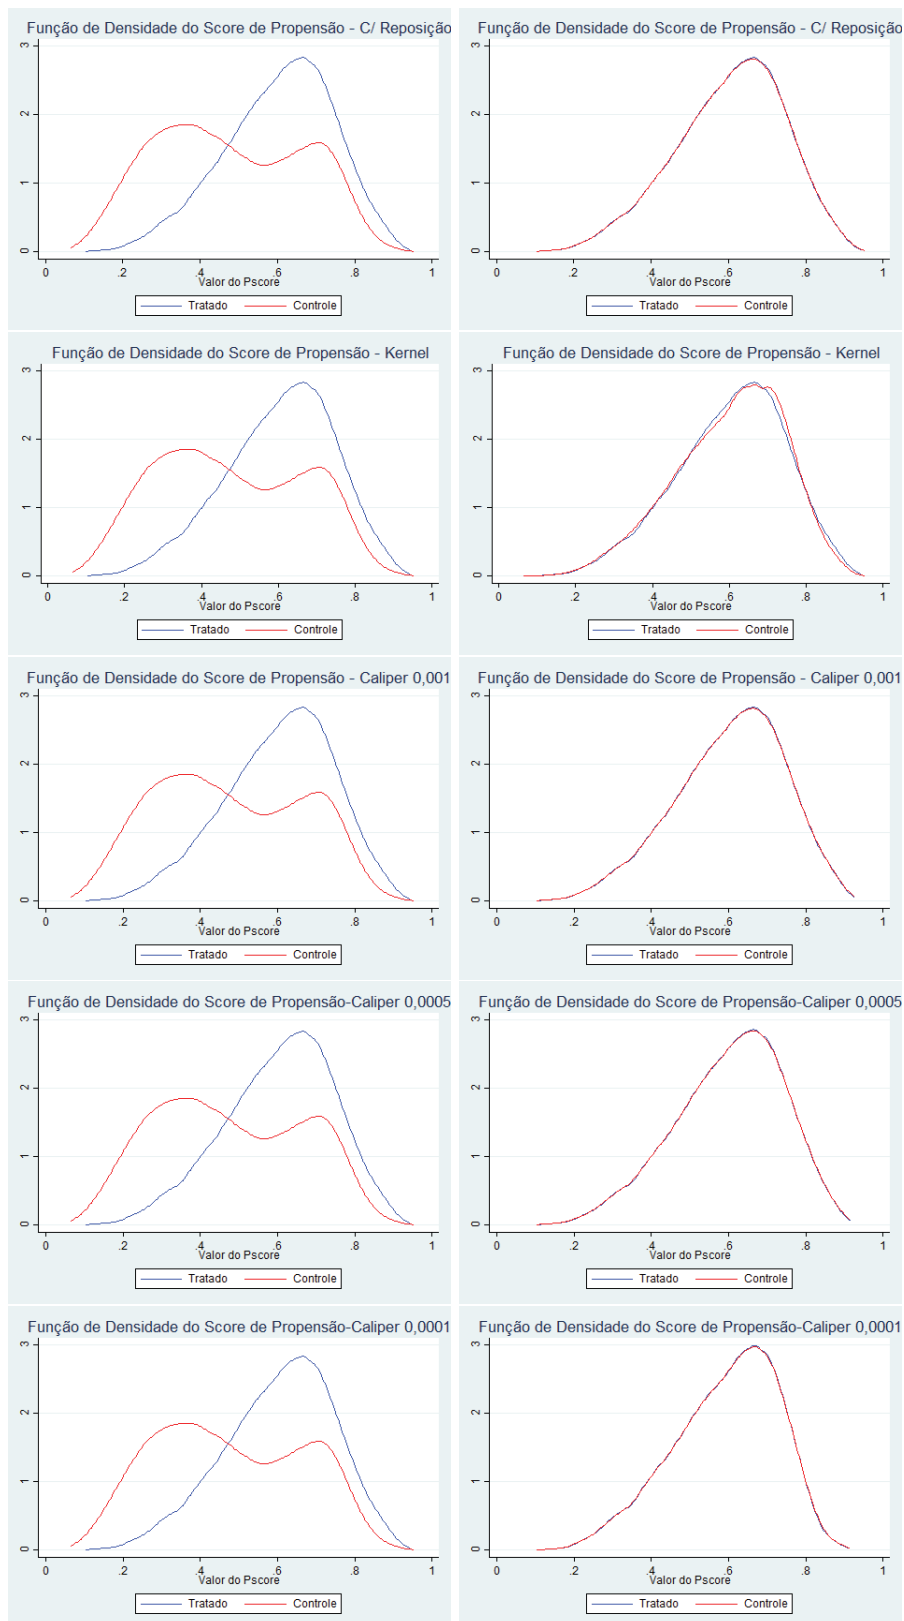 Função de Densidade do Score de Propensão - C/ Reposição
3
2
1
0
0 .2 .4 .6 .8 1
Valor do Pscore
Tratado Controle
Função de Densidade do Score de Propensão - C/ Reposição
3
2
1
0
0 .2 .4 .6 .8 1
Valor do Pscore
Tratado Controle
Função de Densidade do Score de Propensão - Kernel
3
2
1
0
0 .2 .4 .6 .8 1
Valor do Pscore
Tratado Controle
Função de Densidade do Score de Propensão - Kernel
3
2
1
0
0 .2 .4 .6 .8 1
Valor do Pscore
Tratado Controle
Função de Densidade do Score de Propensão - Caliper 0,001
3
2
1
0
0 .2 .4 .6 .8 1
Valor do Pscore
Tratado Controle
Função de Densidade do Score de Propensão - Caliper 0,001
3
2
1
0
0 .2 .4 .6 .8 1
Valor do Pscore
Tratado Controle
Função de Densidade do Score de Propensão-Caliper 0,0005
3
2
1
0
0 .2 .4 .6 .8 1
Valor do Pscore
Tratado Controle
Função de Densidade do Score de Propensão-Caliper 0,0005
3
2
1
0
0 .2 .4 .6 .8 1
Valor do Pscore
Tratado Controle
Função de Densidade do Score de Propensão-Caliper 0,0001
3
2
1
0
0 .2 .4 .6 .8 1
Valor do Pscore
Tratado Controle
Função de Densidade do Score de Propensão-Caliper 0,0001
3
2
1
0
0 .2 .4 .6 .8 1
Valor do Pscore
Tratado Controle